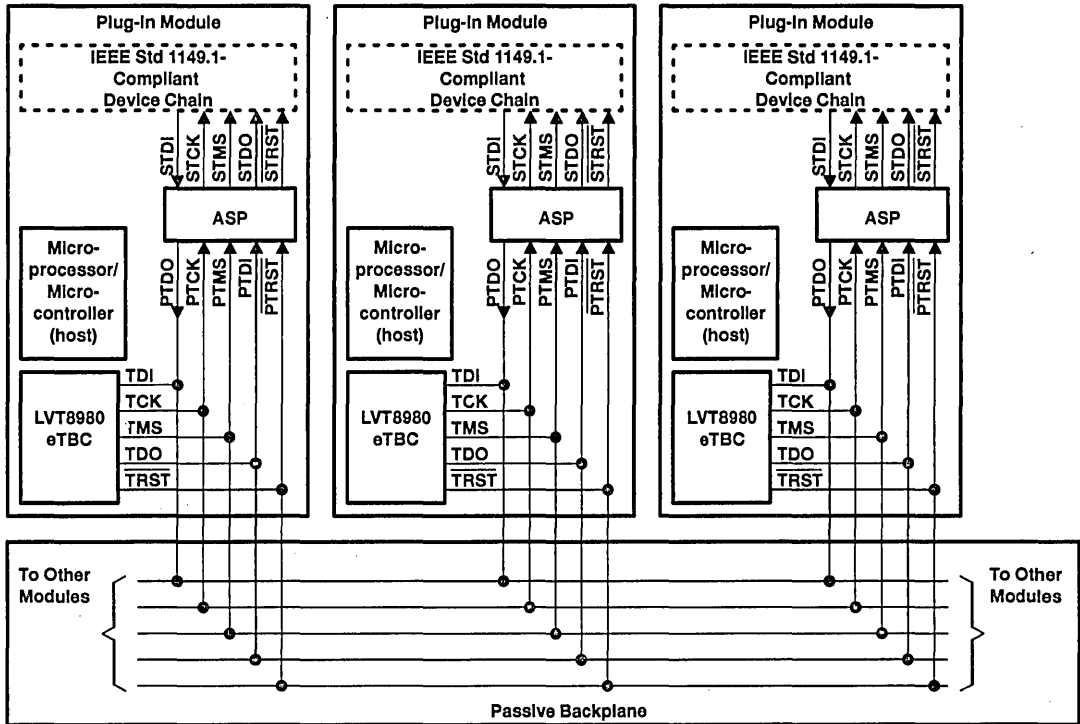 Plug-In Module
IEEE Std 1149.1-
Compliant
Device Chain
STDI
STCK
STMS
STDO
STRST
ASP
PTDO
PTCK
PTMS
PTDI
PTRST
Micro-
processor/
Micro-
controller
(host)
LVT8980
eTBC
TDI
TCK
TMS
TDO
TRST
Plug-In Module
IEEE Std 1149.1-
Compliant
Device Chain
STDI
STCK
STMS
STDO
STRST
ASP
PTDO
PTCK
PTMS
PTDI
PTRST
Micro-
processor/
Micro-
controller
(host)
LVT8980
eTBC
TDI
TCK
TMS
TDO
TRST
Plug-In Module
IEEE Std 1149.1-
Compliant
Device Chain
STDI
STCK
STMS
STDO
STRST
ASP
PTDO
PTCK
PTMS
PTDI
PTRST
Micro-
processor/
Micro-
controller
(host)
LVT8980
eTBC
TDI
TCK
TMS
TDO
TRST
To Other
Modules
To Other
Modules
Passive Backplane